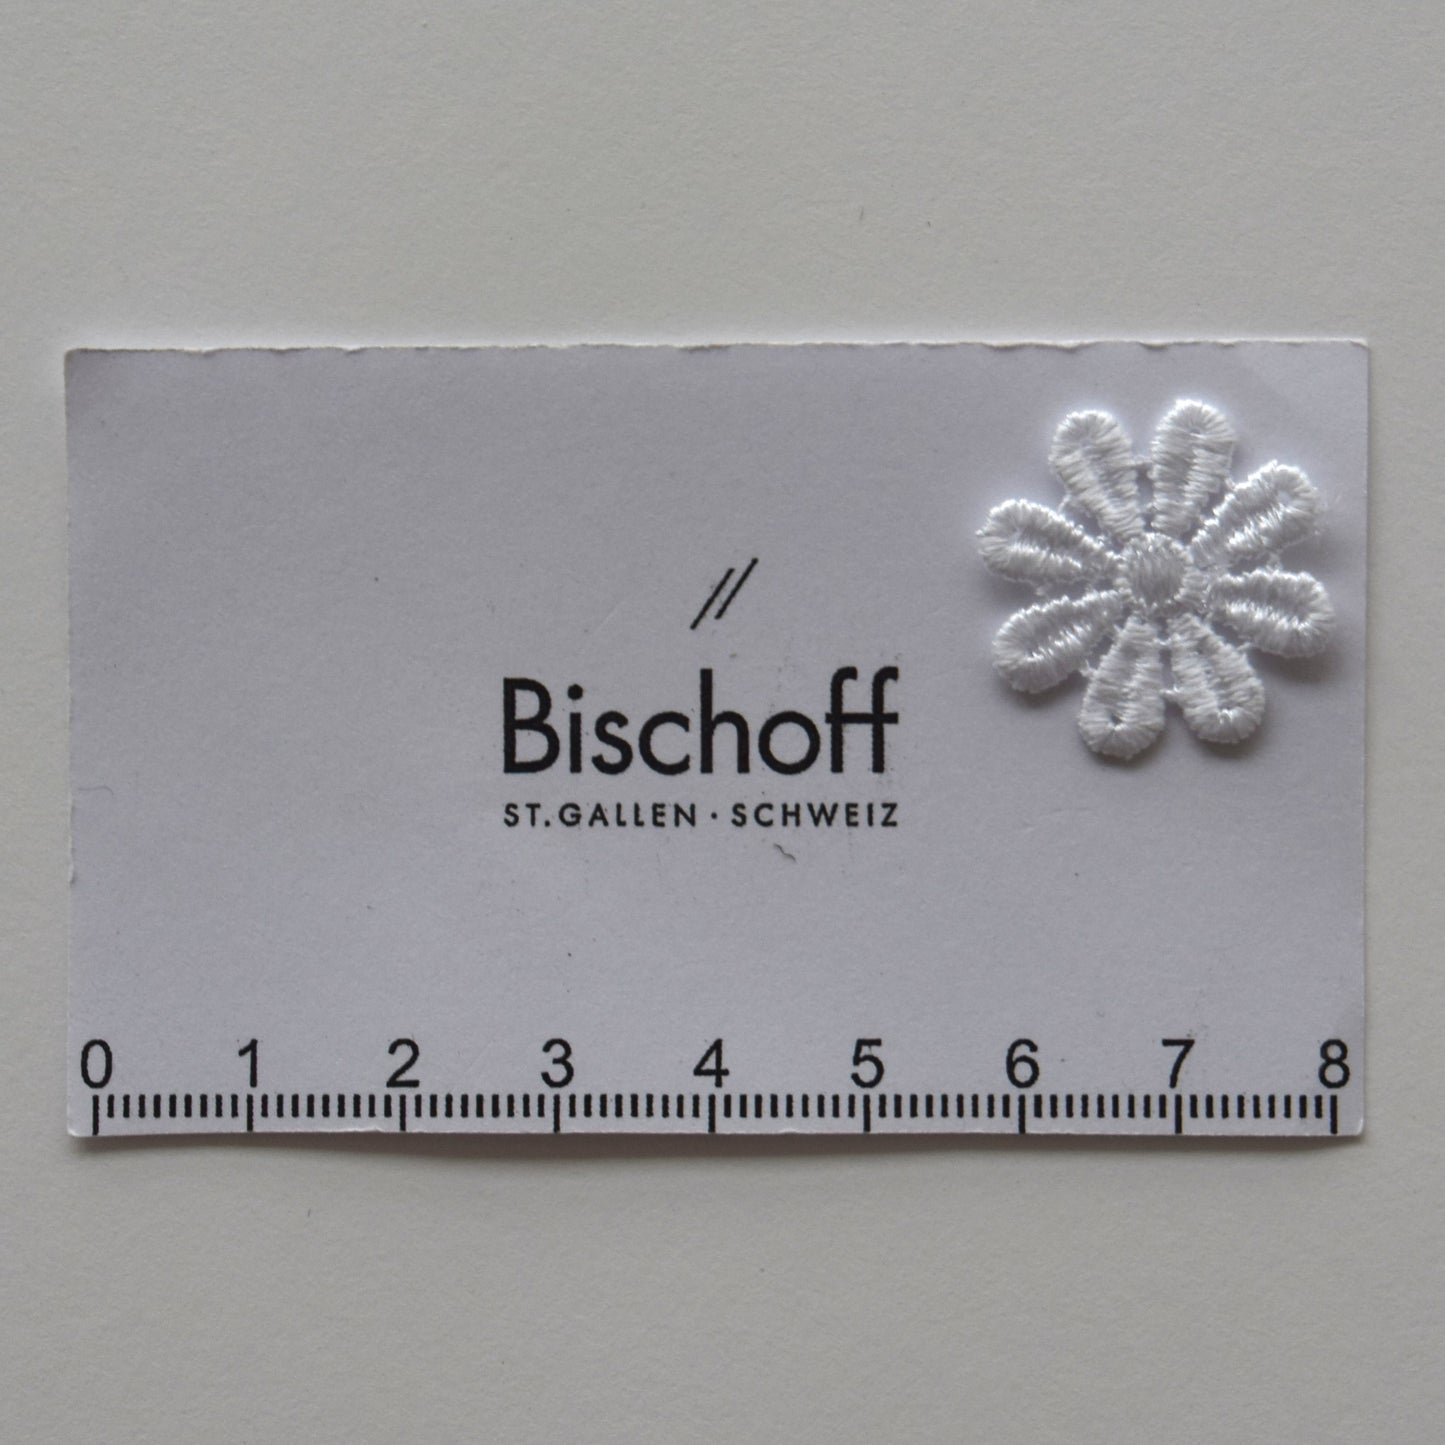 Bischoff
ST. GALLEN · SCHWEIZ
0 1 2 3 4 5 6 7 8